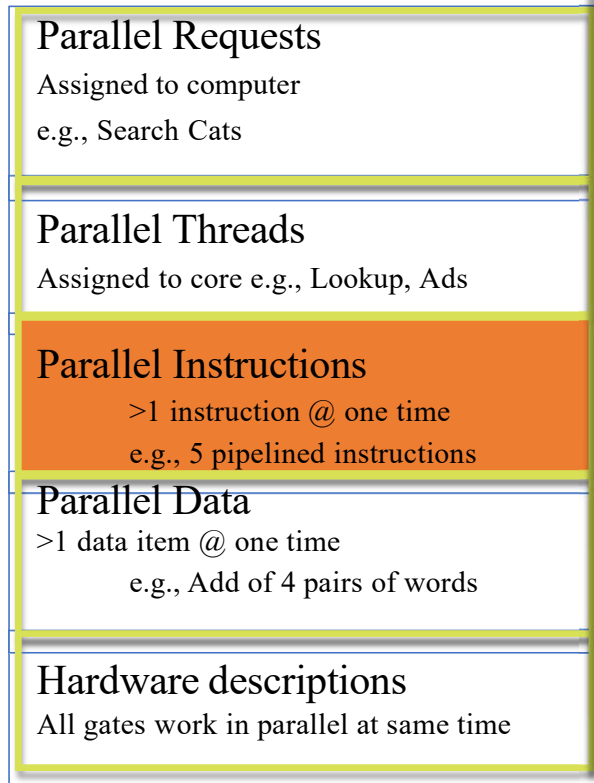 Parallel Requests
Assigned to computer
e.g., Search Cats
Parallel Threads
Assigned to core e.g., Lookup, Ads
Parallel Instructions
>1 instruction @ one time
e.g., 5 pipelined instructions
Parallel Data
>1 data item @ one time
e.g., Add of 4 pairs of words
Hardware descriptions
All gates work in parallel at same time